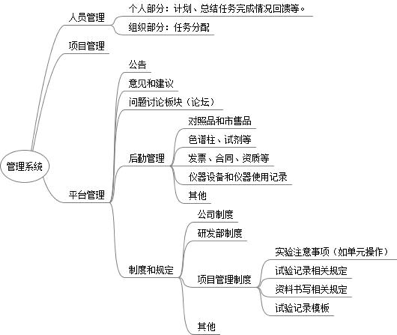 人员管理
个人部分：计划、总结任务完成情况回馈等。
组织部分：任务分配
项目管理
管理系统
平台管理
公告
意见和建议
问题讨论板块（论坛）
后勤管理
对照品和市售品
色谱柱、试剂等
发票、合同、资质等
仪器设备和仪器使用记录
其他
制度和规定
公司制度
研发部制度
项目管理制度
实验注意事项（如单元操作）
试验记录相关规定
资料书写相关规定
试验记录模板
其他